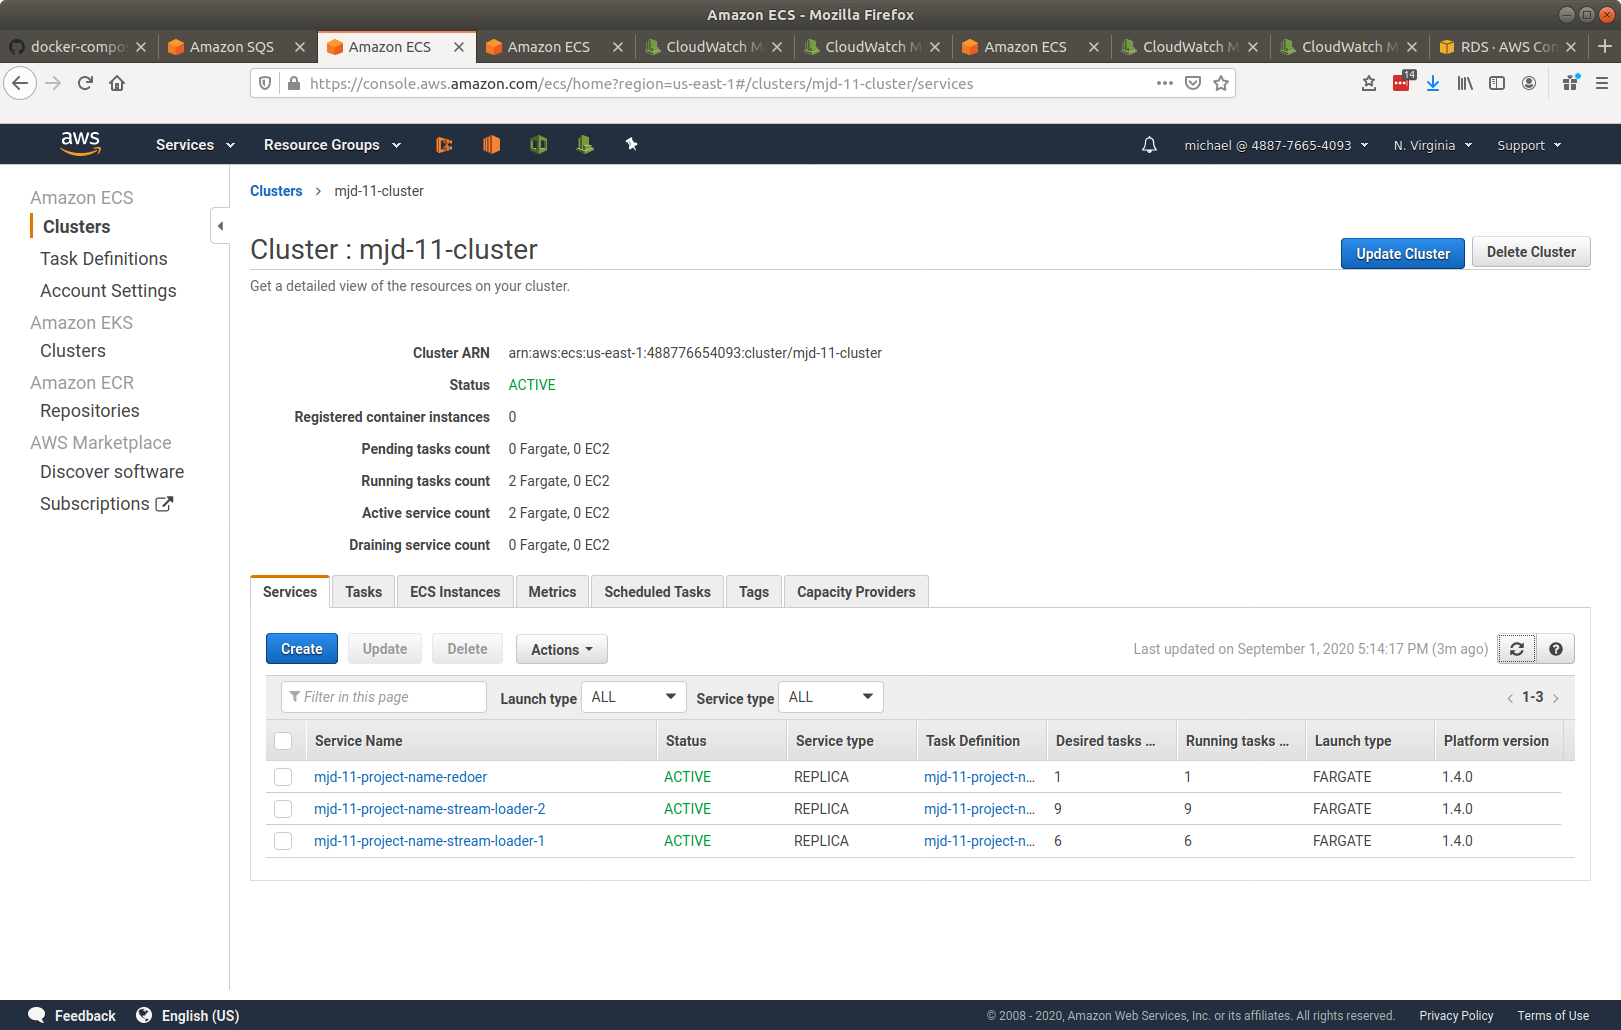 Amazon ECS - Mozilla Firefox
docker-compo Amazon SQS Amazon ECS Amazon ECS CloudWatch M CloudWatch M Amazon ECS CloudWatch M CloudWatch M RDS · AWS Con
https://console.aws.amazon.com/ecs/home?region=us-east-1#/clusters/mjd-11-cluster/services
14
aws Services Resource Groups michael @ 4887-7665-4093 N. Virginia Support
Amazon ECS
Clusters
Task Definitions
Account Settings
Amazon EKS
Clusters
Amazon ECR
Repositories
AWS Marketplace
Discover software
Subscriptions
Clusters > mjd-11-cluster
Cluster : mjd-11-cluster
Update Cluster Delete Cluster
Get a detailed view of the resources on your cluster.
Cluster ARN arn:aws:ecs:us-east-1:488776654093:cluster/mjd-11-cluster
Status ACTIVE
Registered container instances 0
Pending tasks count 0 Fargate, 0 EC2
Running tasks count 2 Fargate, 0 EC2
Active service count 2 Fargate, 0 EC2
Draining service count 0 Fargate, 0 EC2
Services Tasks ECS Instances Metrics Scheduled Tasks Tags Capacity Providers
Create Update Delete Actions Last updated on September 1, 2020 5:14:17 PM (3m ago)
Filter in this page Launch type ALL Service type ALL < 1-3 >
Service Name Status Service type Task Definition Desired tasks ... Running tasks ... Launch type Platform version
mjd-11-project-name-redoer ACTIVE REPLICA mjd-11-project-n... 1 1 FARGATE 1.4.0
mjd-11-project-name-stream-loader-2 ACTIVE REPLICA mjd-11-project-n... 9 9 FARGATE 1.4.0
mjd-11-project-name-stream-loader-1 ACTIVE REPLICA mjd-11-project-n... 6 6 FARGATE 1.4.0
Feedback English (US) © 2008 - 2020, Amazon Web Services, Inc. or its affiliates. All rights reserved. Privacy Policy Terms of Use